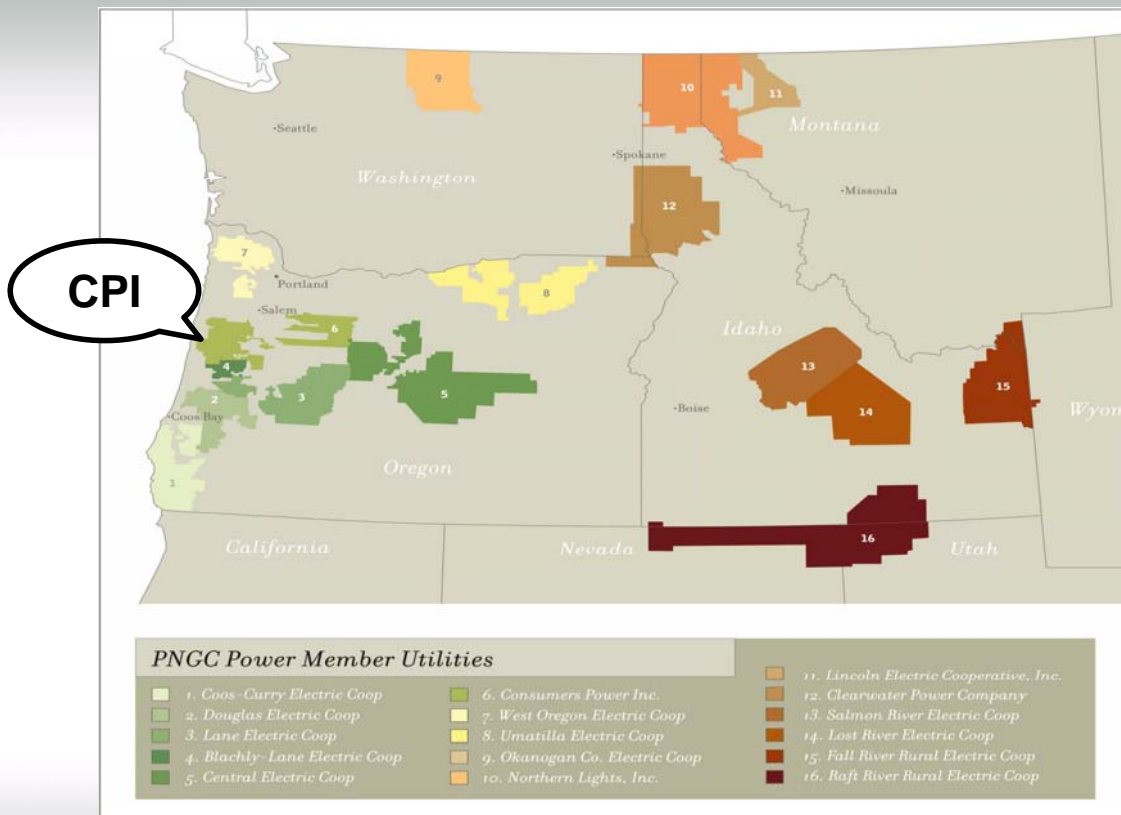 9
10
11
Seattle
Montana
Spokane
Washington
Missoula
12
7
CPI
Portland
8
Salem
6
Idaho
4
13
15
3
5
2
Boise
14
Coos Bay
Wyom
Oregon
1
California
Nevada
16
Utah
PNGC Power Member Utilities
1. Coos-Curry Electric Coop
2. Douglas Electric Coop
3. Lane Electric Coop
4. Blachly-Lane Electric Coop
5. Central Electric Coop
6. Consumers Power Inc.
7. West Oregon Electric Coop
8. Umatilla Electric Coop
9. Okanogan Co. Electric Coop
10. Northern Lights, Inc.
11. Lincoln Electric Cooperative, Inc.
12. Clearwater Power Company
13. Salmon River Electric Coop
14. Lost River Electric Coop
15. Fall River Rural Electric Coop
16. Raft River Rural Electric Coop